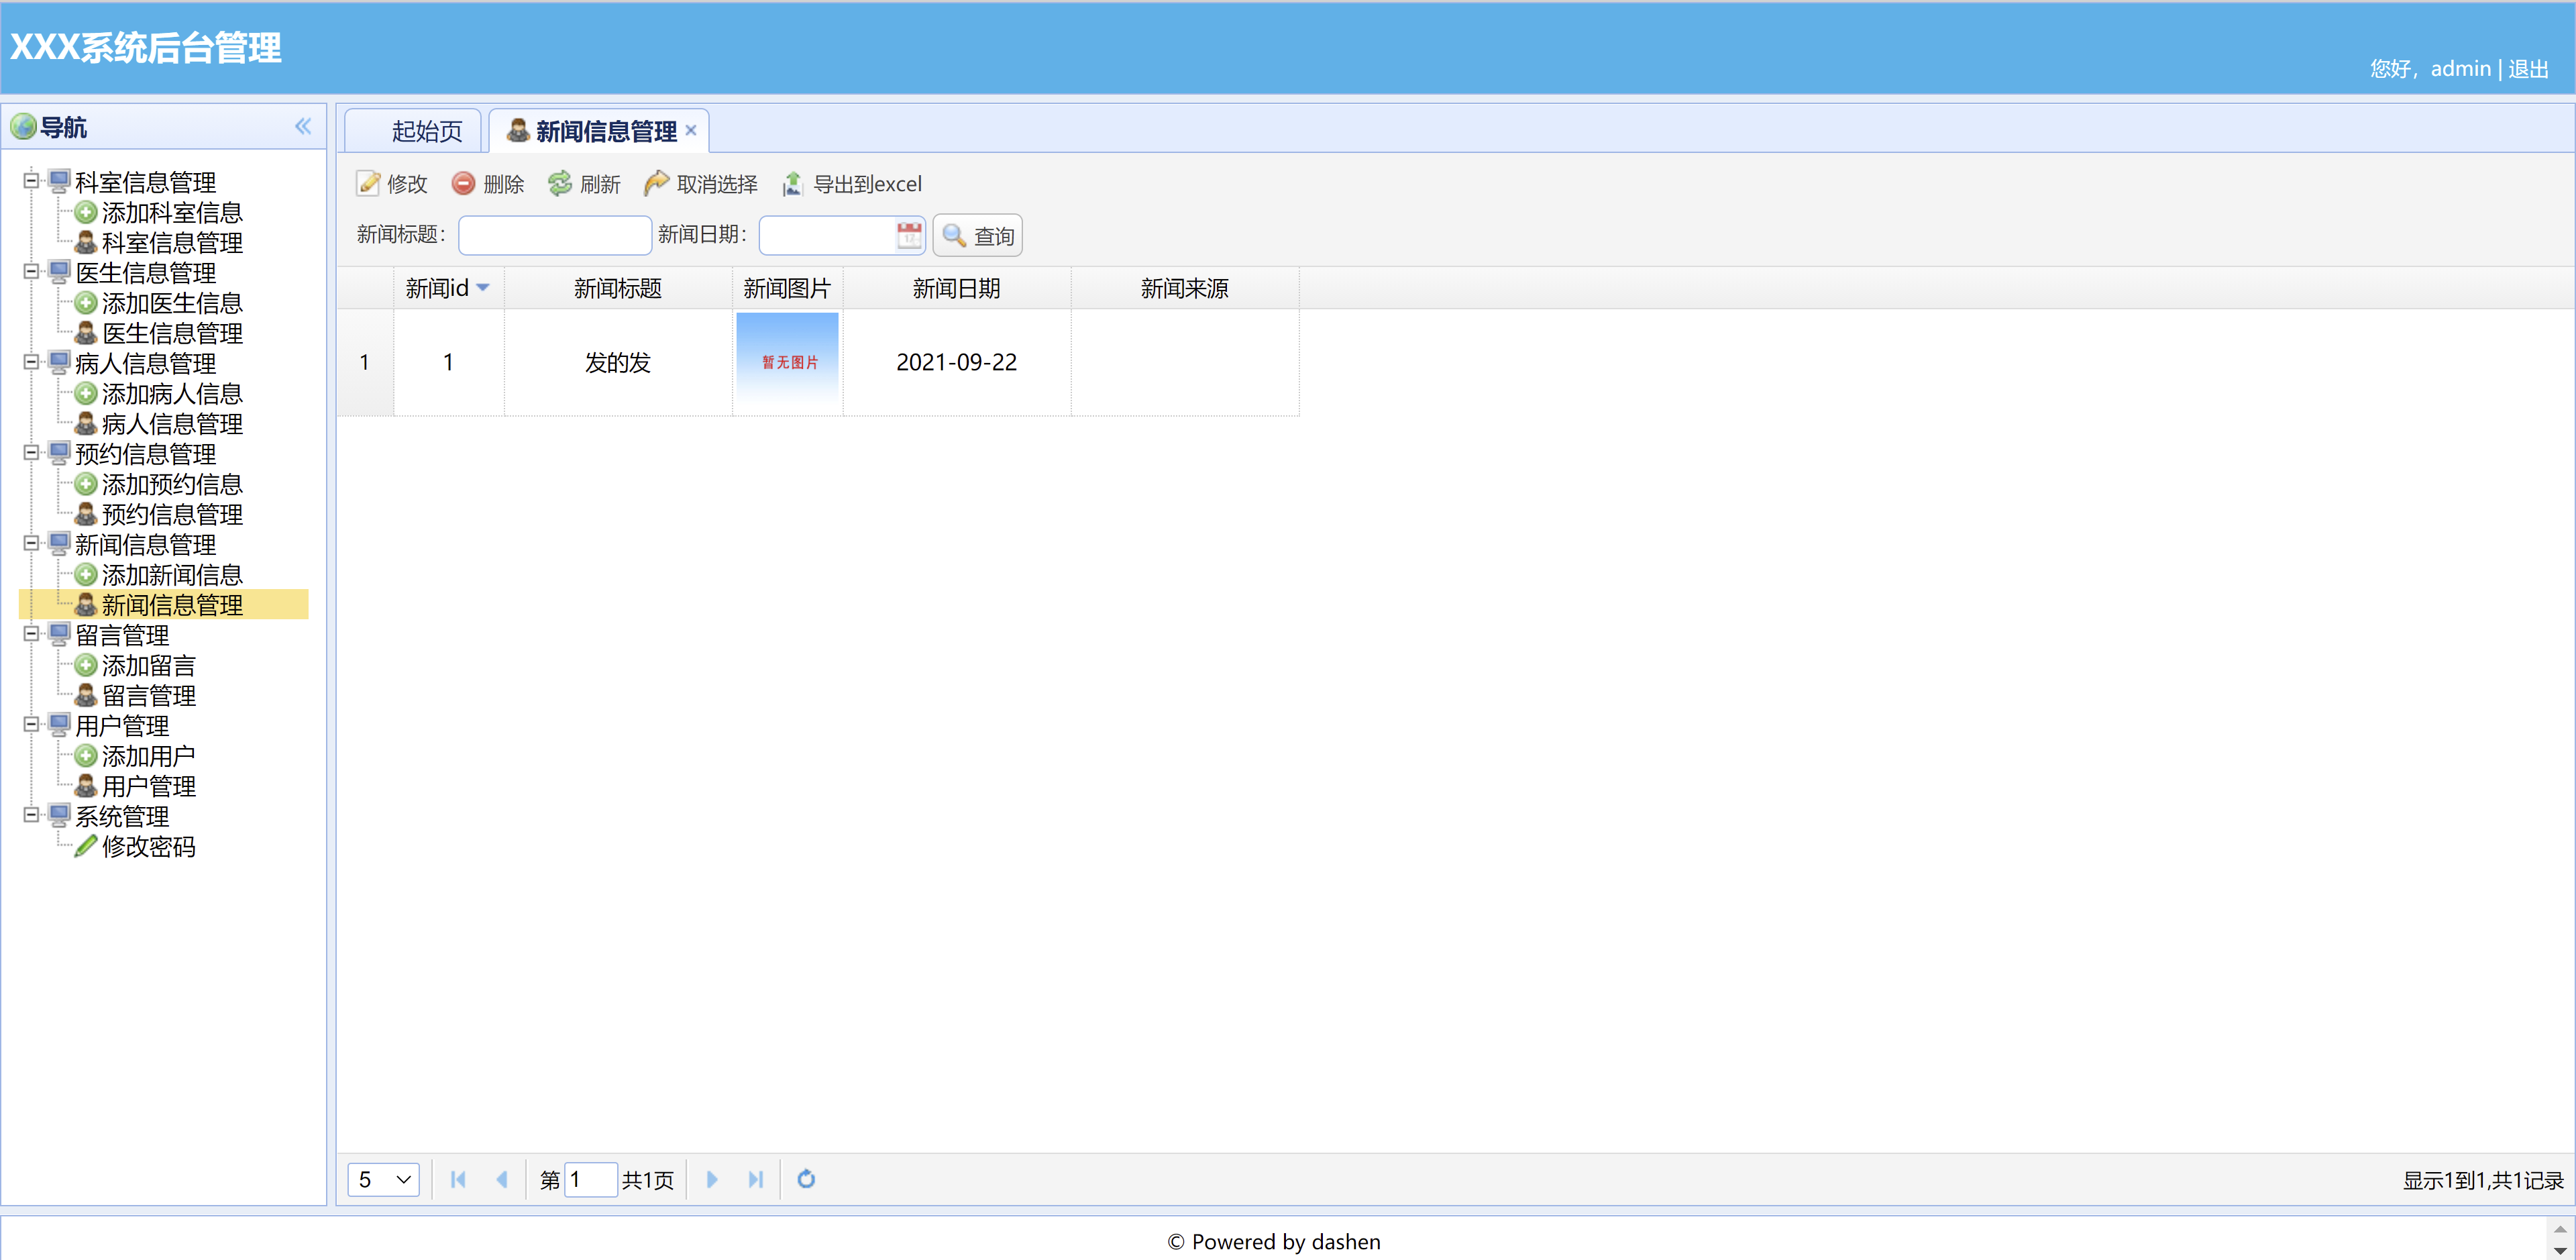 XXX系统后台管理
您好，admin | 退出
导航
科室信息管理
添加科室信息
科室信息管理
医生信息管理
添加医生信息
医生信息管理
病人信息管理
添加病人信息
病人信息管理
预约信息管理
添加预约信息
预约信息管理
新闻信息管理
添加新闻信息
新闻信息管理
留言管理
添加留言
留言管理
用户管理
添加用户
用户管理
系统管理
修改密码
起始页 新闻信息管理
修改 删除 刷新 取消选择 导出到excel
新闻标题： 新闻日期： 查询
新闻id 新闻标题 新闻图片 新闻日期 新闻来源
1 1 发的发 暂无图片 2021-09-22
5 第 1 共1页 显示1到1,共1记录
© Powered by dashen